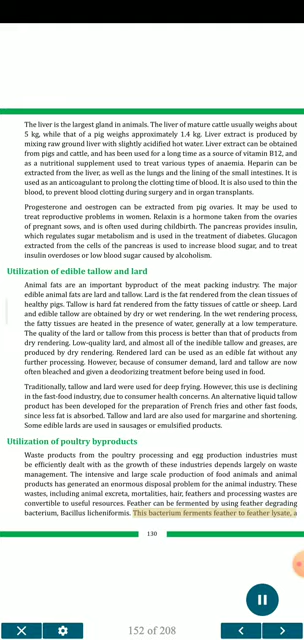 The liver is the largest gland in animals. The liver of mature cattle usually weighs about
5 kg, while that of a pig weighs approximately 1.4 kg. Liver extract is produced by
mixing raw ground liver with slightly acidified hot water. Liver extract can be obtained
from pigs and cattle, and has been used for a long time as a source of vitamin B12, and
as a nutritional supplement used to treat various types of anaemia. Heparin can be
extracted from the liver, as well as the lungs and the lining of the small intestines. It
is used as an anticoagulant to prolong the clotting time of blood. It is also used to thin the
blood, to prevent blood clotting during surgery and in organ transplants.
Progesterone and oestrogen can be extracted from pig ovaries. It may be used to
treat reproductive problems in women. Relaxin is a hormone taken from the ovaries
of pregnant sows, and is often used during childbirth. The pancreas provides insulin,
which regulates sugar metabolism and is used in the treatment of diabetes. Glucagon
extracted from the cells of the pancreas is used to increase blood sugar, and to treat
insulin overdoses or low blood sugar caused by alcoholism.
Utilization of edible tallow and lard
Animal fats are an important byproduct of the meat packing industry. The major
edible animal fats are lard and tallow. Lard is the fat rendered from the clean tissues of
healthy pigs. Tallow is hard fat rendered from the fatty tissues of cattle or sheep. Lard
and edible tallow are obtained by dry or wet rendering. In the wet rendering process,
the fatty tissues are heated in the presence of water, generally at a low temperature.
The quality of the lard or tallow from this process is better than that of products from
dry rendering. Low-quality lard, and almost all of the inedible tallow and greases, are
produced by dry rendering. Rendered lard can be used as an edible fat without any
further processing. However, because of consumer demand, lard and tallow are now
often bleached and given a deodorizing treatment before being used in food.
Traditionally, tallow and lard were used for deep frying. However, this use is declining
in the fast-food industry, due to consumer health concerns. An alternative liquid tallow
product has been developed for the preparation of French fries and other fast foods,
since less fat is absorbed. Tallow and lard are also used for margarine and shortening.
Some edible lards are used in sausages or emulsified products.
Utilization of poultry byproducts
Waste products from the poultry processing and egg production industries must
be efficiently dealt with as the growth of these industries depends largely on waste
management. The intensive and large scale production of food animals and animal
products has generated an enormous disposal problem for the animal industry. These
wastes, including animal excreta, mortalities, hair, feathers and processing wastes are
convertible to useful resources. Feather can be fermented by using feather degrading
bacterium, Bacillus licheniformis. This bacterium ferments feather to feather lysate, a
130
152 of 208